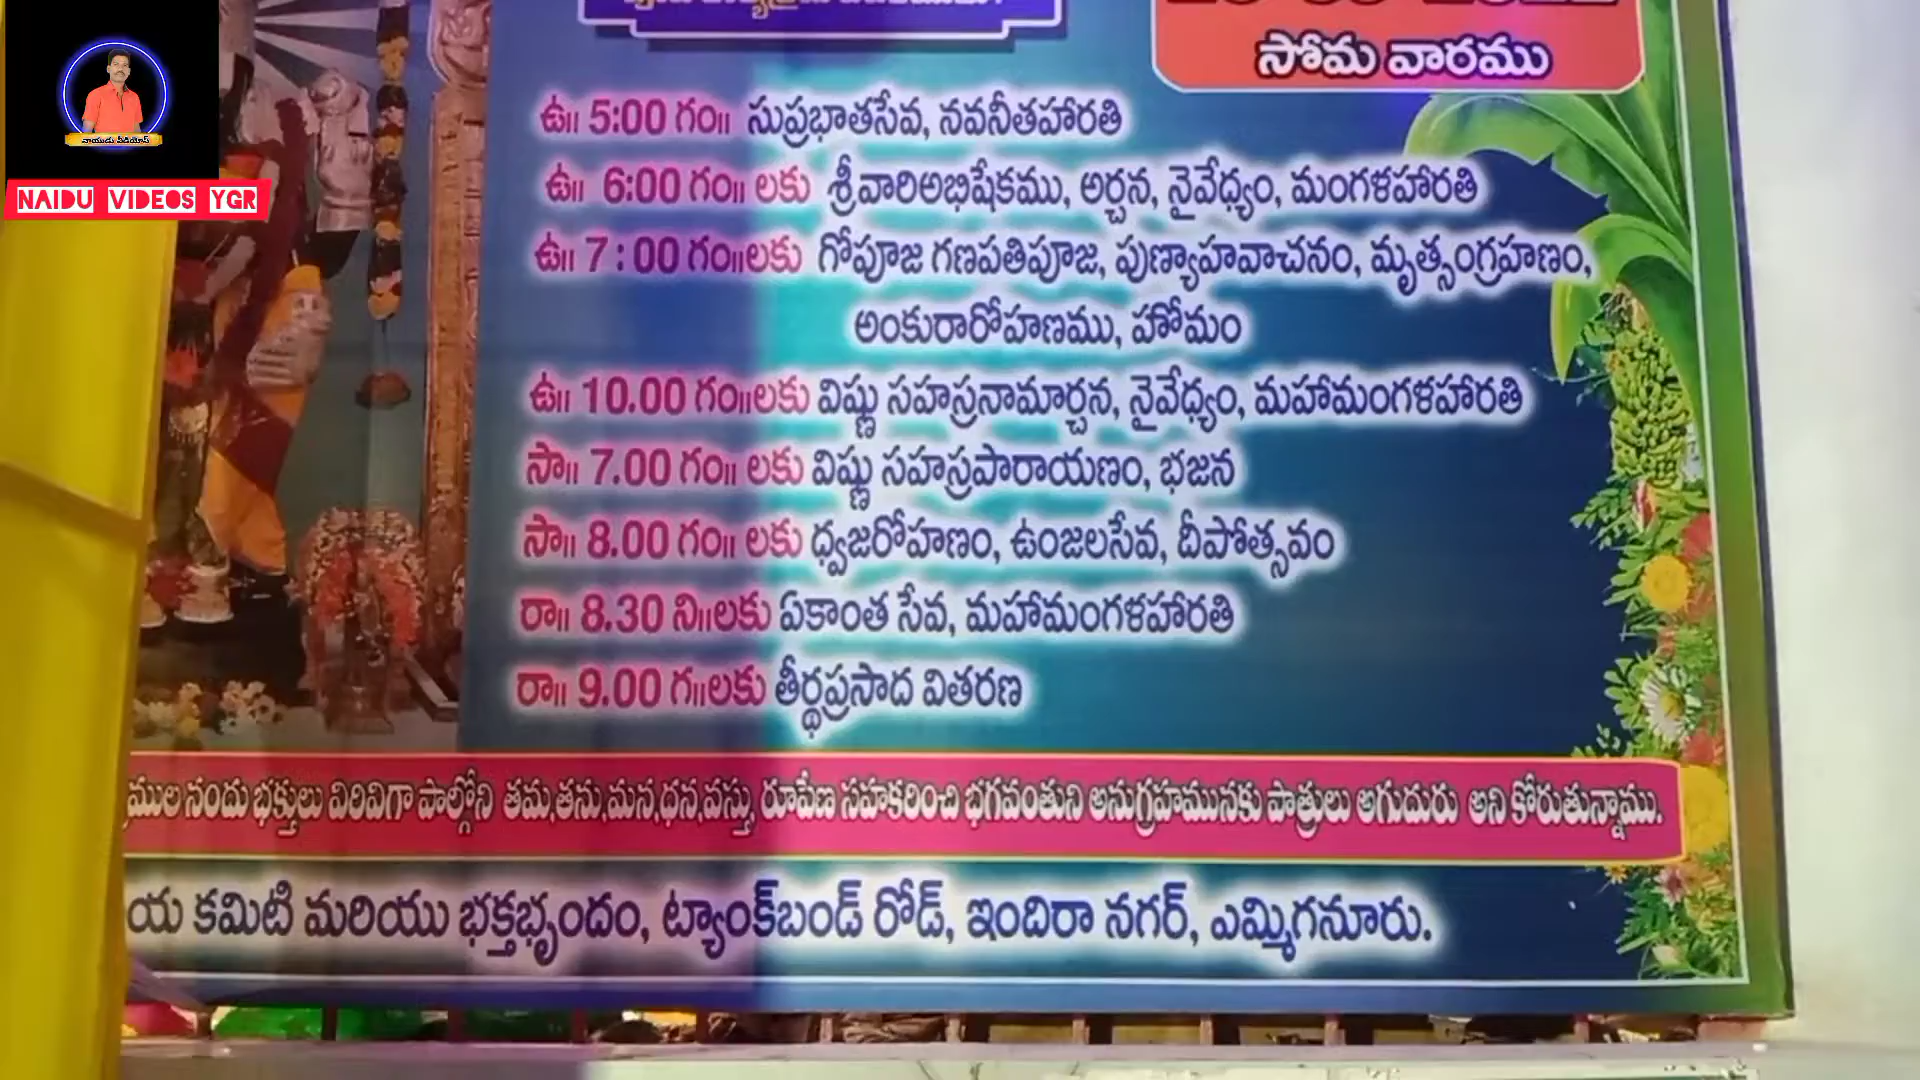 నాయుడు వీడియోస్
NAIDU VIDEOS YGR
సోమ వారము
ఉ॥ 5:00 గం॥ సుప్రభాతసేవ, నవనీతహారతి
ఉ॥ 6:00 గం॥ లకు శ్రీవారిఅభిషేకము, అర్చన, నైవేధ్యం, మంగళహారతి
ఉ॥ 7 : 00 గం॥లకు గోపూజ గణపతిపూజ, పుణ్యాహవాచనం, మృత్సంగ్రహణం,
అంకురారోహణము, హోమం
ఉ॥ 10.00 గం॥లకు విష్ణు సహస్రనామార్చన, నైవేధ్యం, మహామంగళహారతి
సా॥ 7.00 గం॥ లకు విష్ణు సహస్రపారాయణం, భజన
సా॥ 8.00 గం॥ లకు ధ్వజరోహణం, ఉంజలసేవ, దీపోత్సవం
రా॥ 8.30 ని॥లకు ఏకాంత సేవ, మహామంగళహారతి
రా॥ 9.00 గ॥లకు తీర్థప్రసాద వితరణ
ముల నందు భక్తులు విరివిగా పాల్గోని తమ,తను,మన,ధన,వస్తు, రూపేణ సహకరించి భగవంతుని అనుగ్రహమునకు పాత్రులు అగుదురు అని కోరుతున్నాము.
య కమిటి మరియు భక్తబృందం, ట్యాంక్‌బండ్ రోడ్, ఇందిరా నగర్, ఎమ్మిగనూరు.